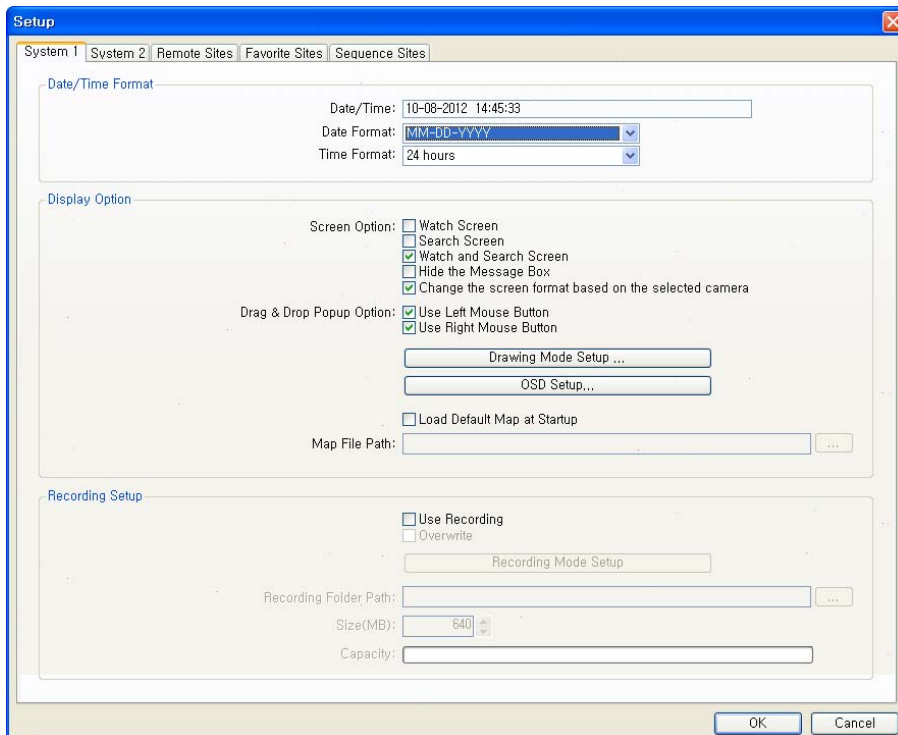 Setup
System 1 System 2 Remote Sites Favorite Sites Sequence Sites
Date/Time Format
Date/Time: 10-08-2012 14:45:33
Date Format: MM-DD-YYYY
Time Format: 24 hours
Display Option
Screen Option: Watch Screen
Search Screen
Watch and Search Screen
Hide the Message Box
Change the screen format based on the selected camera
Drag & Drop Popup Option: Use Left Mouse Button
Use Right Mouse Button
Drawing Mode Setup ...
OSD Setup...
Load Default Map at Startup
Map File Path: ...
Recording Setup
Use Recording
Overwrite
Recording Mode Setup
Recording Folder Path: ...
Size(MB): 640
Capacity:
OK Cancel